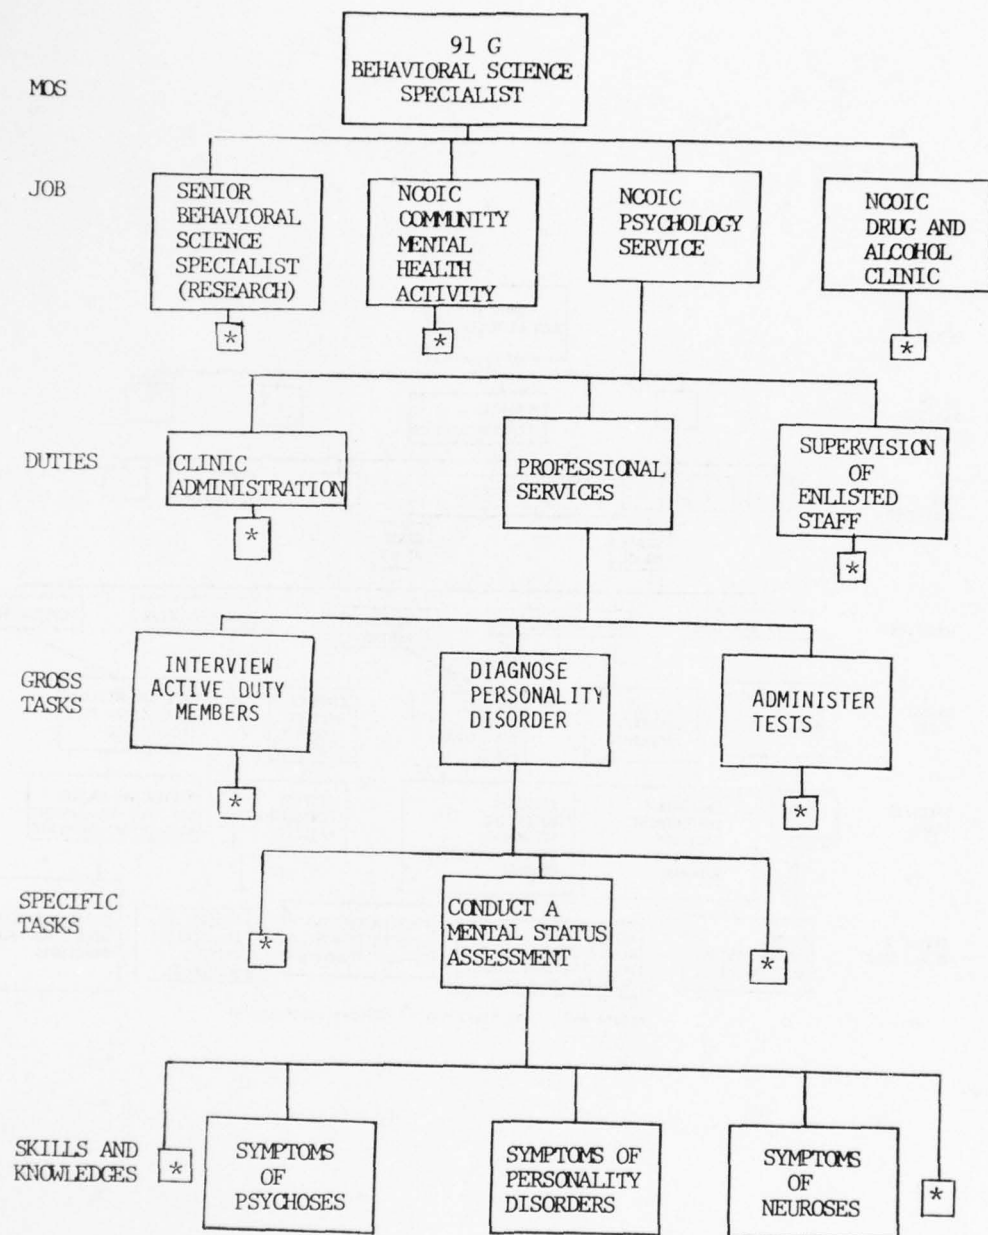 91 G
BEHAVIORAL SCIENCE
SPECIALIST
MOS
JOB
SENIOR
BEHAVIORAL
SCIENCE
SPECIALIST
(RESEARCH)
*
NCOIC
COMMUNITY
MENTAL
HEALTH
ACTIVITY
*
NCOIC
PSYCHOLOGY
SERVICE
NCOIC
DRUG AND
ALCOHOL
CLINIC
*
DUTIES
CLINIC
ADMINISTRATION
*
PROFESSIONAL
SERVICES
SUPERVISION
OF
ENLISTED
STAFF
*
GROSS
TASKS
INTERVIEW
ACTIVE DUTY
MEMBERS
*
DIAGNOSE
PERSONALITY
DISORDER
ADMINISTER
TESTS
*
SPECIFIC
TASKS
*
CONDUCT A
MENTAL STATUS
ASSESSMENT
*
SKILLS AND
KNOWLEDGES
*
SYMPTOMS
OF
PSYCHOSES
SYMPTOMS OF
PERSONALITY
DISORDERS
SYMPTOMS
OF
NEUROSES
*